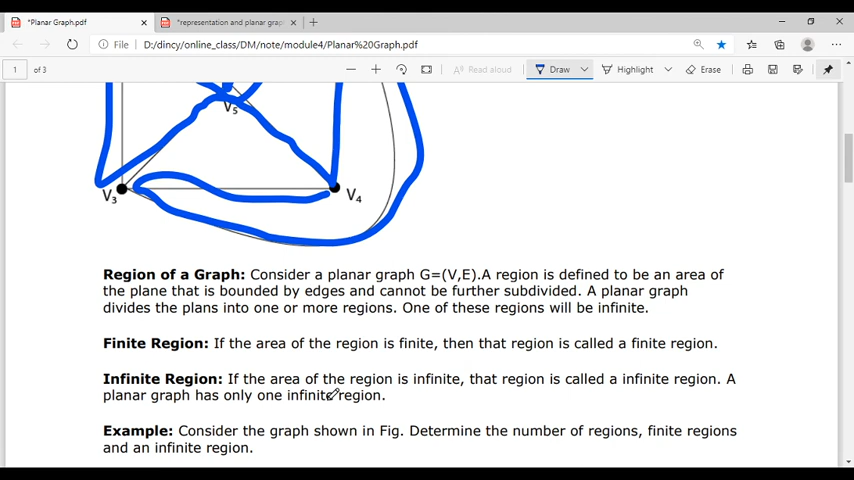 *Planar Graph.pdf
*representation and planar grap
File
D:/dincy/online_class/DM/note/module4/Planar%20Graph.pdf
1 of 3
Read aloud
Draw
Highlight
Erase
V5
V3
V4
Region of a Graph: Consider a planar graph G=(V,E).A region is defined to be an area of
the plane that is bounded by edges and cannot be further subdivided. A planar graph
divides the plans into one or more regions. One of these regions will be infinite.
Finite Region: If the area of the region is finite, then that region is called a finite region.
Infinite Region: If the area of the region is infinite, that region is called a infinite region. A
planar graph has only one infinite region.
Example: Consider the graph shown in Fig. Determine the number of regions, finite regions
and an infinite region.